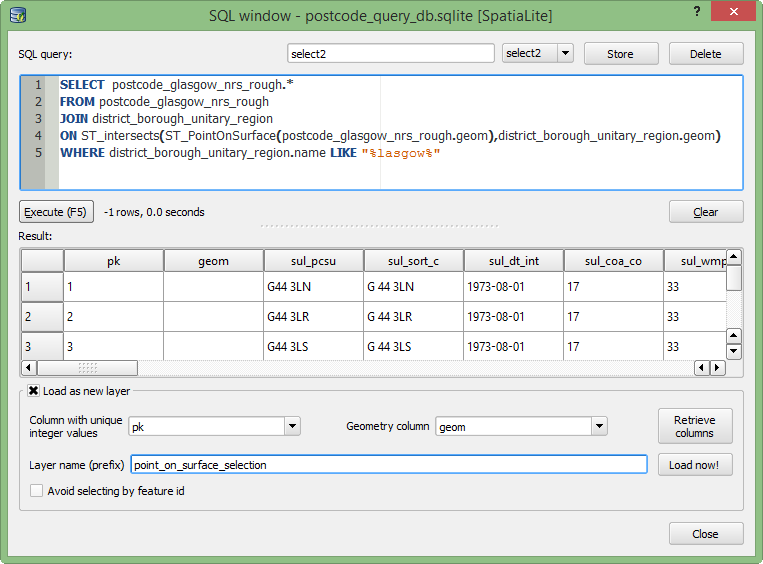 SQL window - postcode_query_db.sqlite [SpatiaLite]
?
SQL query:
select2
select2
Store
Delete
1 SELECT postcode_glasgow_nrs_rough.*
2 FROM postcode_glasgow_nrs_rough
3 JOIN district_borough_unitary_region
4 ON ST_intersects(ST_PointOnSurface(postcode_glasgow_nrs_rough.geom),district_borough_unitary_region.geom)
5 WHERE district_borough_unitary_region.name LIKE "%lasgow%"
Execute (F5)
-1 rows, 0.0 seconds
Clear
Result:
pk geom sul_pcsu sul_sort_c sul_dt_int sul_coa_co sul_wmp
1 1 G44 3LN G 44 3LN 1973-08-01 17 33
2 2 G44 3LR G 44 3LR 1973-08-01 17 33
3 3 G44 3LS G 44 3LS 1973-08-01 17 33
Load as new layer
Column with unique
integer values
pk
Geometry column
geom
Retrieve
columns
Layer name (prefix)
point_on_surface_selection
Load now!
Avoid selecting by feature id
Close